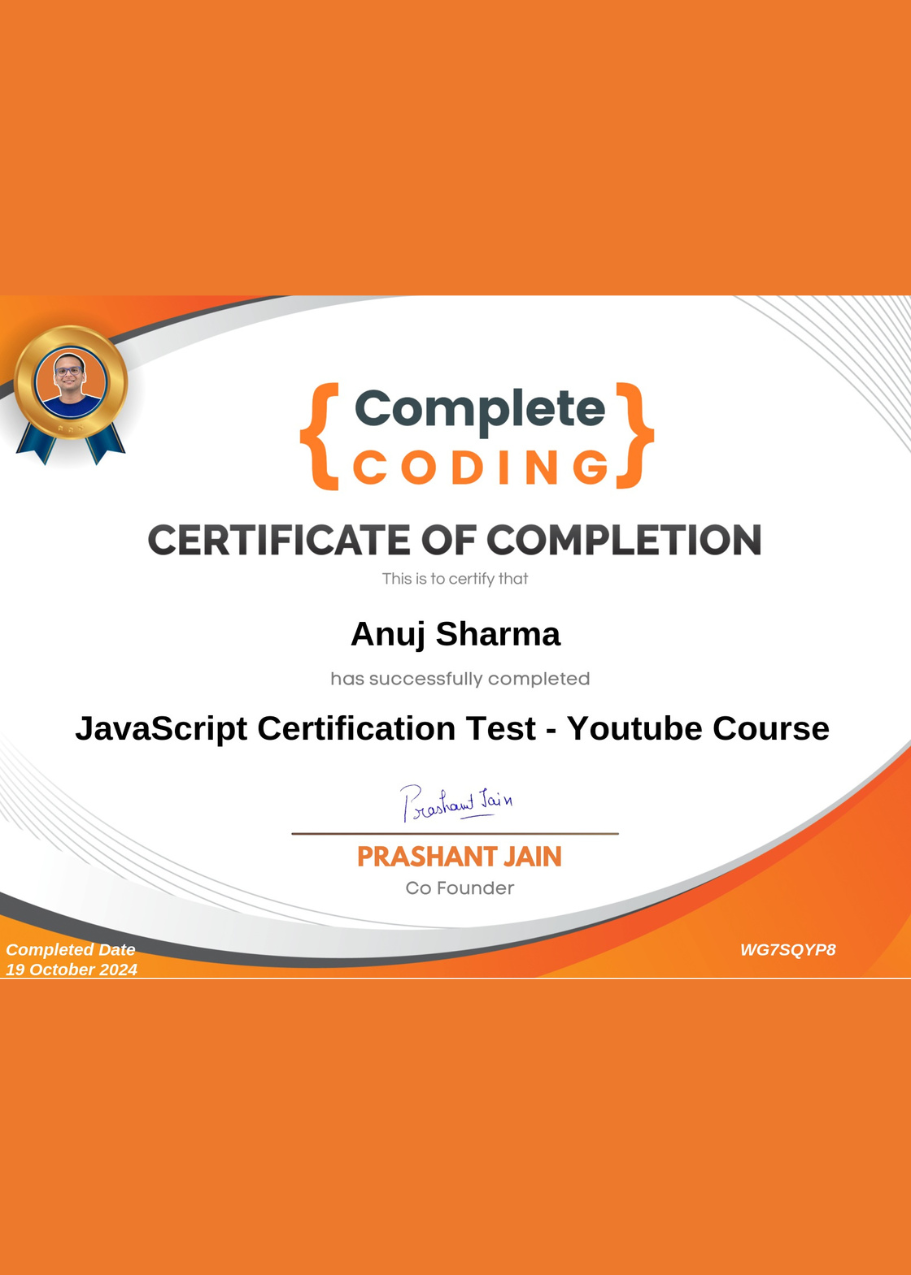 { Complete
CODING }
CERTIFICATE OF COMPLETION
This is to certify that
Anuj Sharma
has successfully completed
JavaScript Certification Test - Youtube Course
Prashant Jain
PRASHANT JAIN
Co Founder
Completed Date
19 October 2024
WG7SQYP8